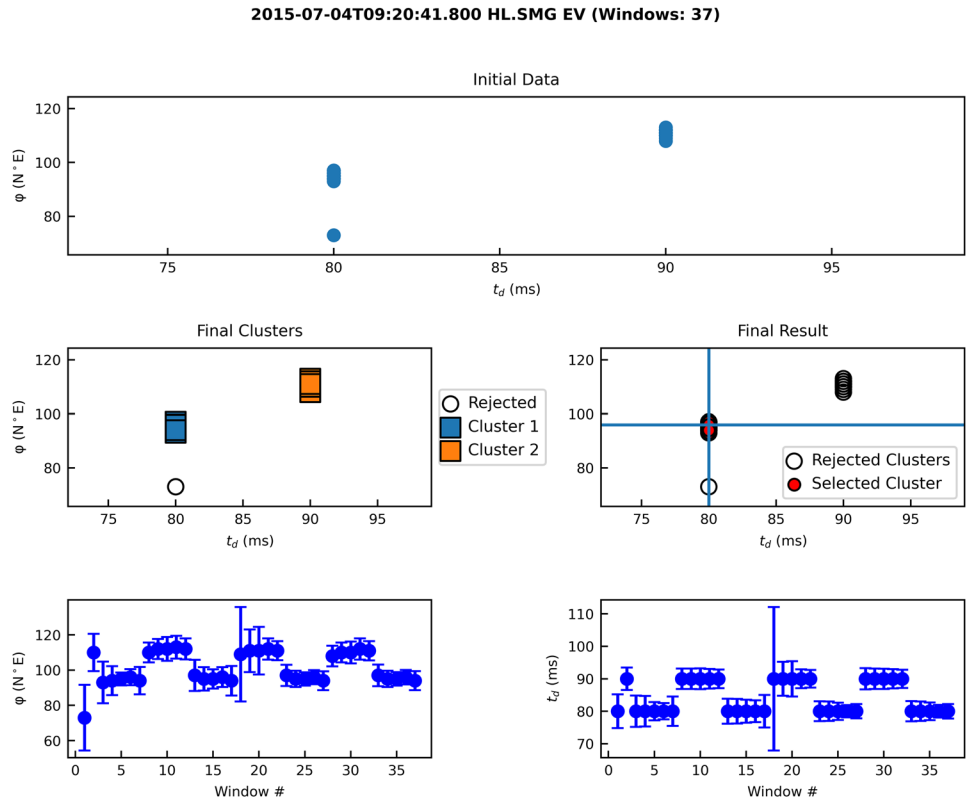 2015-07-04T09:20:41.800 HL.SMG EV (Windows: 37)
Initial Data
φ (N°E)
120
100
80
75 80 85 90 95
t_d (ms)
Final Clusters
φ (N°E)
120
100
80
75 80 85 90 95
t_d (ms)
Rejected
Cluster 1
Cluster 2
Final Result
120
100
80
75 80 85 90 95
t_d (ms)
Rejected Clusters
Selected Cluster
φ (N°E)
120
100
80
60
0 5 10 15 20 25 30 35
Window #
t_d (ms)
110
100
90
80
70
0 5 10 15 20 25 30 35
Window #